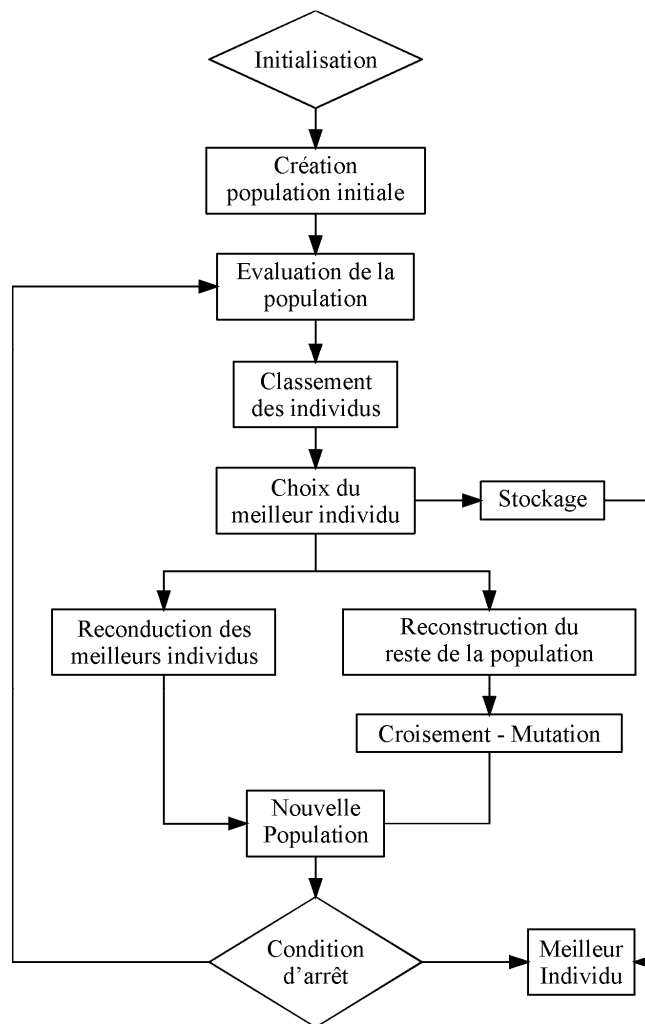 Initialisation
Création
population initiale
Evaluation de la
population
Classement
des individus
Choix du
meilleur individu
Stockage
Reconduction des
meilleurs individus
Reconstruction du
reste de la population
Croisement - Mutation
Nouvelle
Population
Condition
d’arrêt
Meilleur
Individu